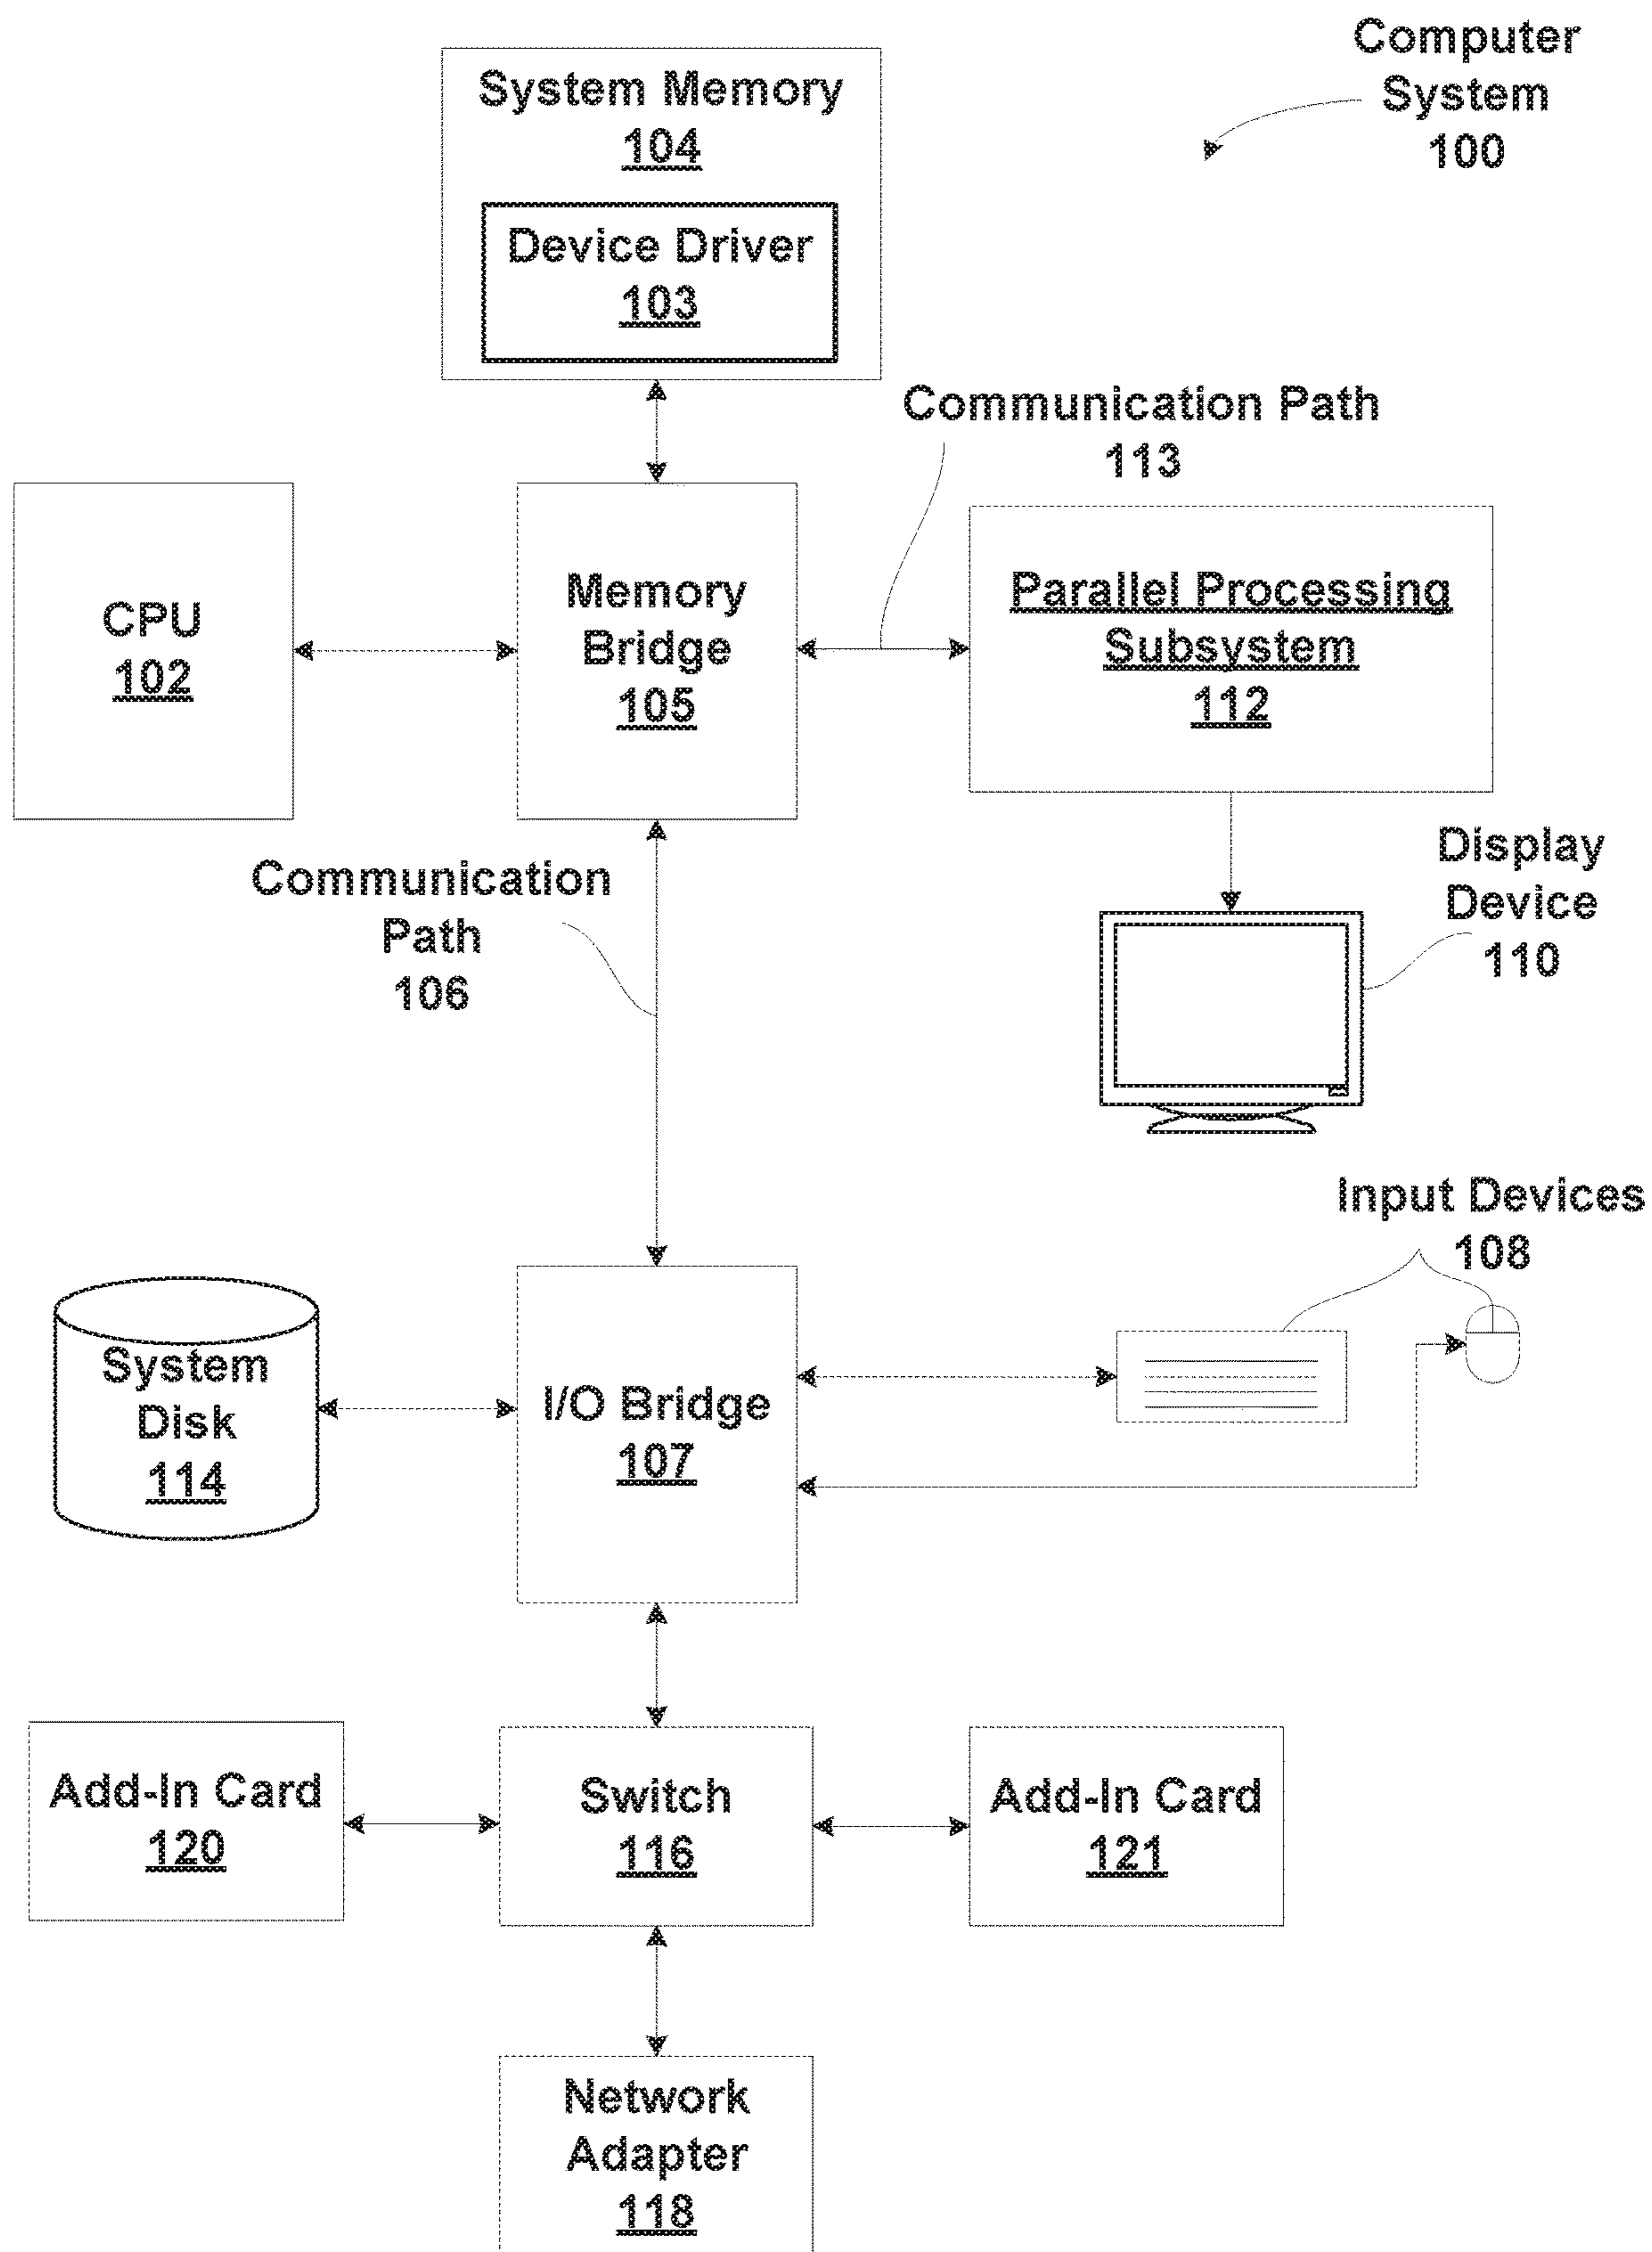 Computer
System
100
System Memory
104
Device Driver
103
Communication Path
113
CPU
102
Memory
Bridge
105
Parallel Processing
Subsystem
112
Communication
Path
106
Display
Device
110
Input Devices
108
System
Disk
114
I/O Bridge
107
Add-In Card
120
Switch
116
Add-In Card
121
Network
Adapter
118